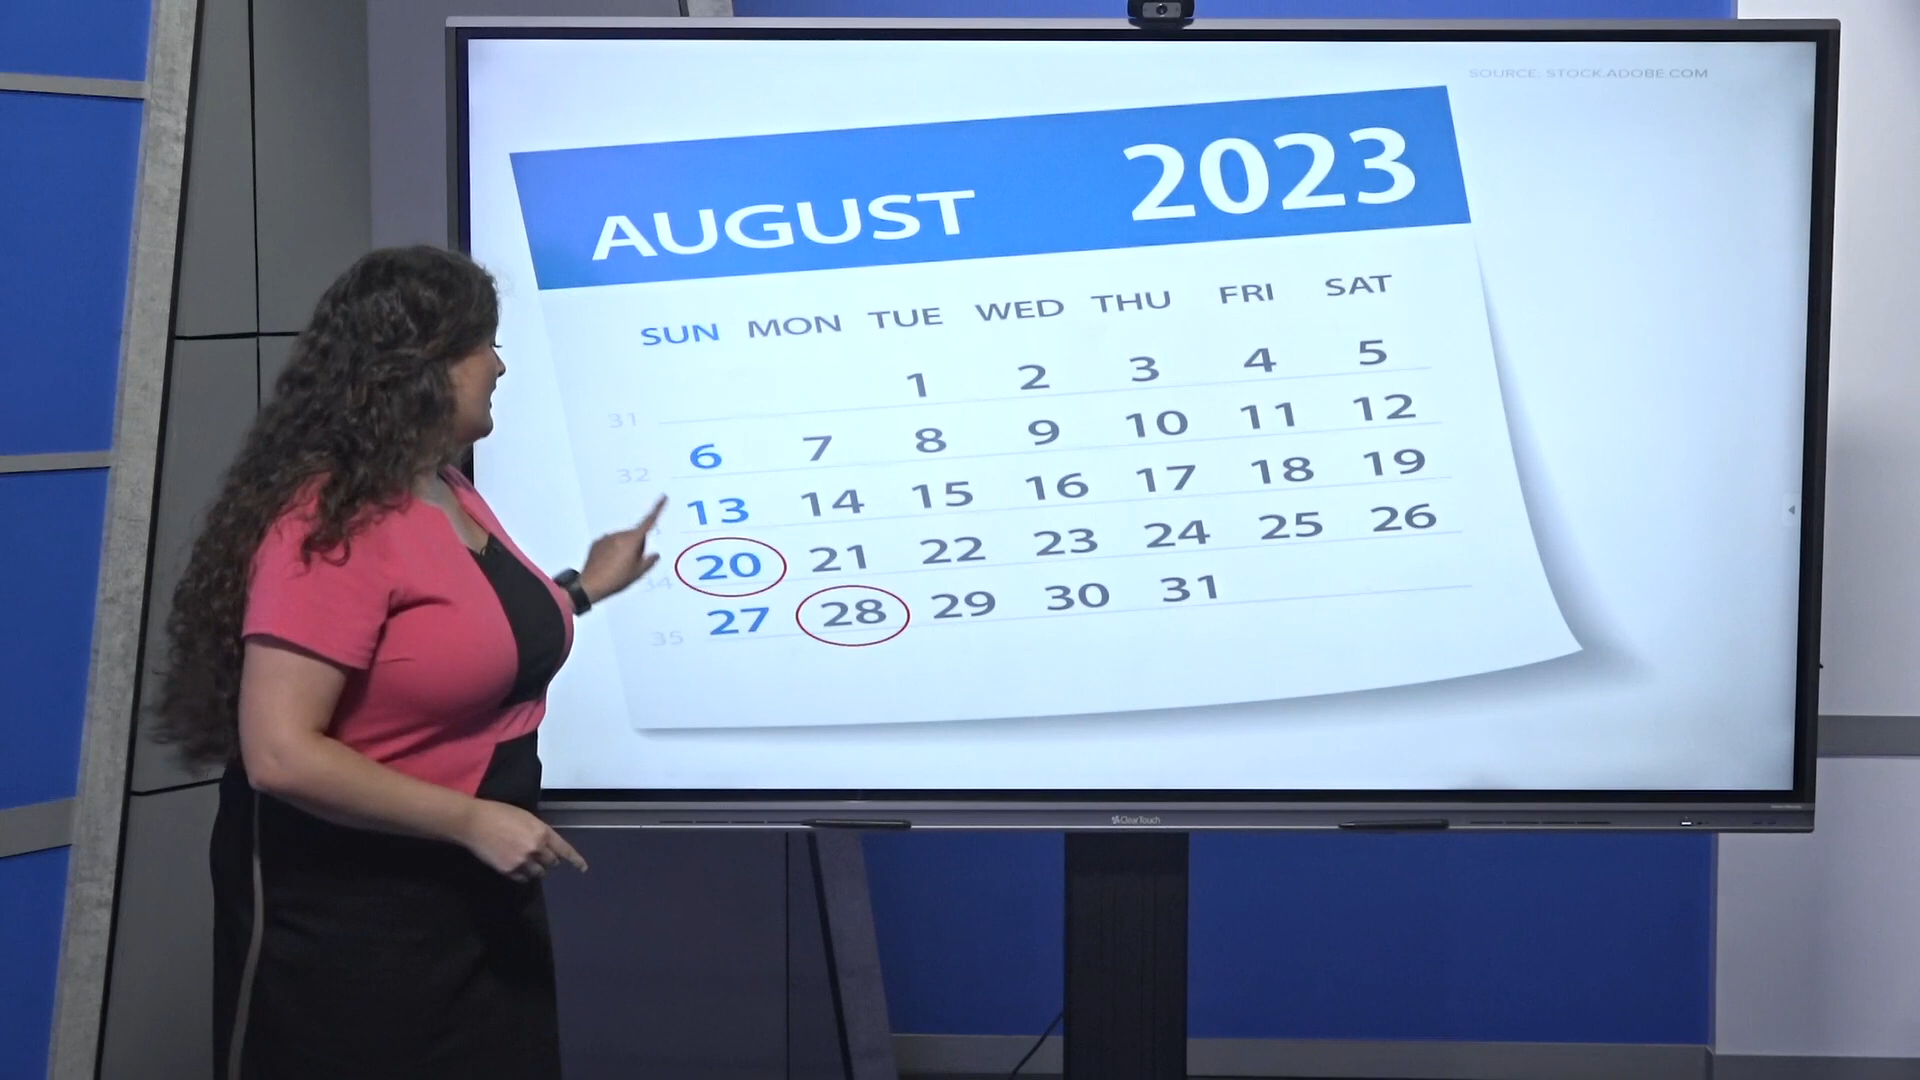 SOURCE: STOCK.ADOBE.COM
AUGUST 2023
SUN MON TUE WED THU FRI SAT
1 2 3 4 5
31
6 7 8 9 10 11 12
32
13 14 15 16 17 18 19
20 21 22 23 24 25 26
34
27 28 29 30 31
35
ClearTouch